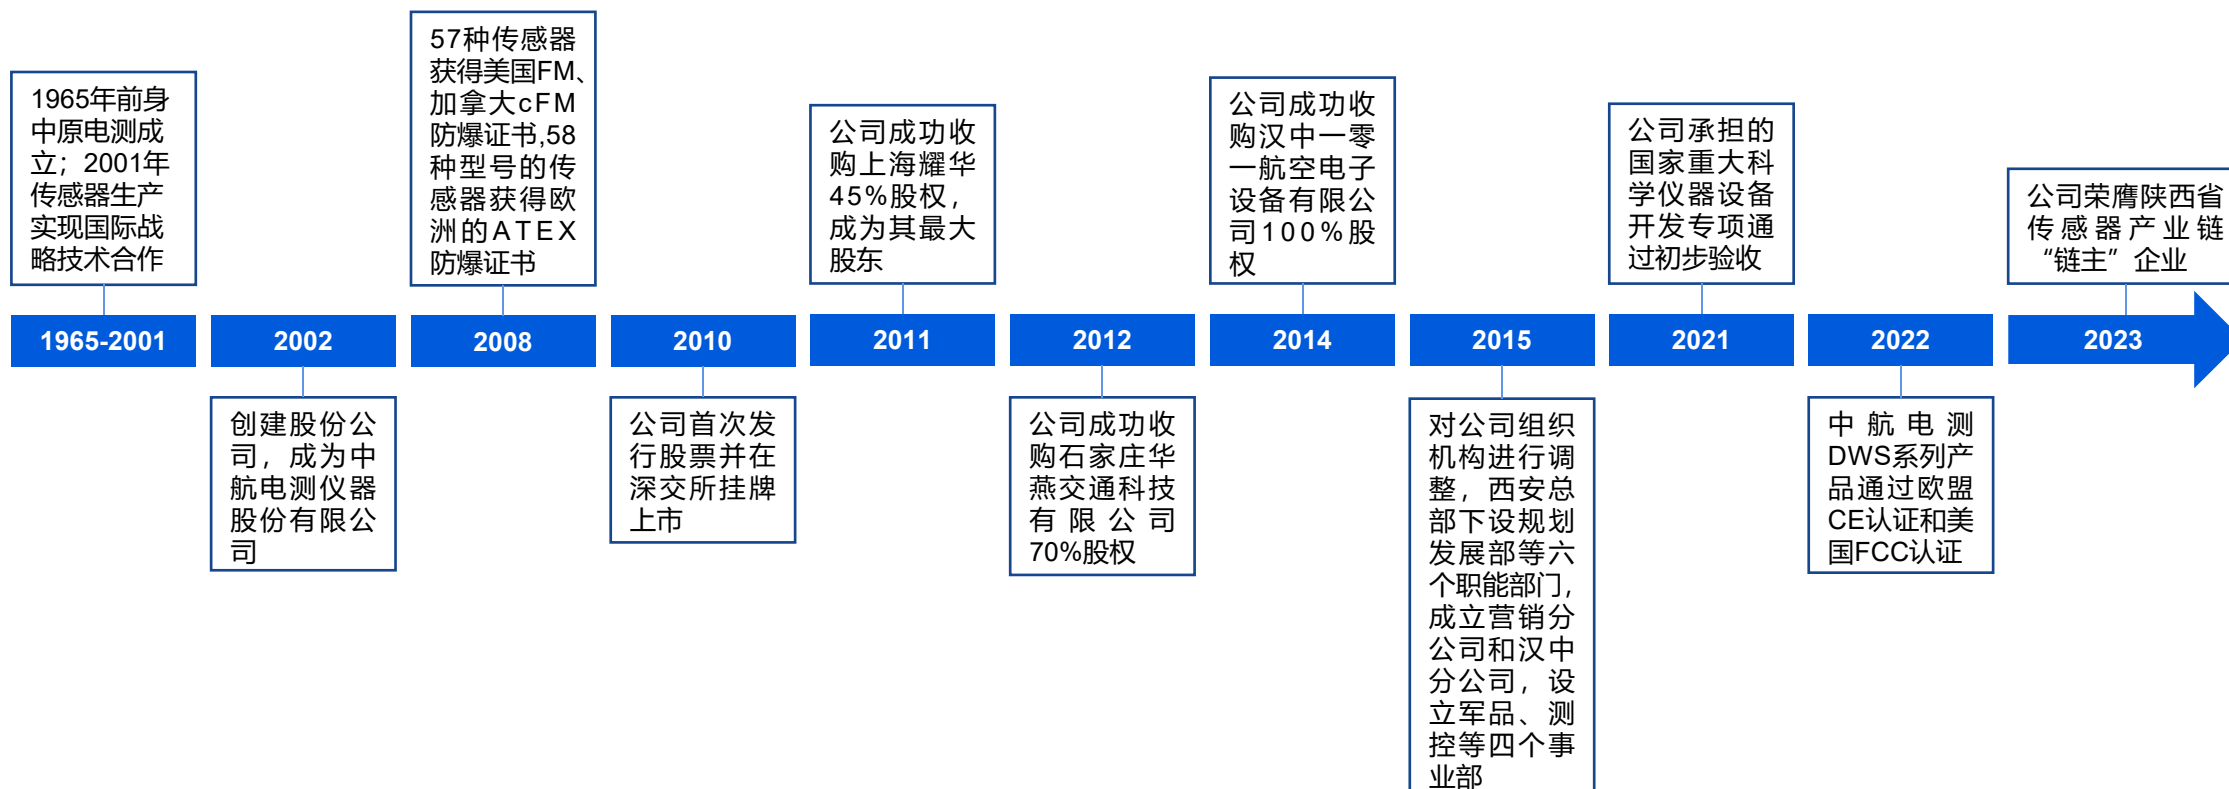 1965年前身
中原电测成
立；2001年
传感器生产
实现国际战
略技术合作
1965-2001
创建股份公
司，成为中
航电测仪器
股份有限公
司
2002
57种传感器
获得美国FM、
加拿大cFM
防爆证书,58
种型号的传
感器获得欧
洲的ATEX
防爆证书
2008
公司首次发
行股票并在
深交所挂牌
上市
2010
公司成功收
购上海耀华
45%股权，
成为其最大
股东
2011
公司成功收
购石家庄华
燕交通科技
有限公司
70%股权
2012
公司成功收
购汉中一零
一航空电子
设备有限公
司100%股
权
2014
对公司组织
机构进行调
整，西安总
部下设规划
发展部等六
个职能部门，
成立营销分
公司和汉中
分公司，设
立军品、测
控等四个事
业部
2015
公司承担的
国家重大科
学仪器设备
开发专项通
过初步验收
2021
中航电测
DWS系列产
品通过欧盟
CE认证和美
国FCC认证
2022
公司荣膺陕西省
传感器产业链
“链主”企业
2023